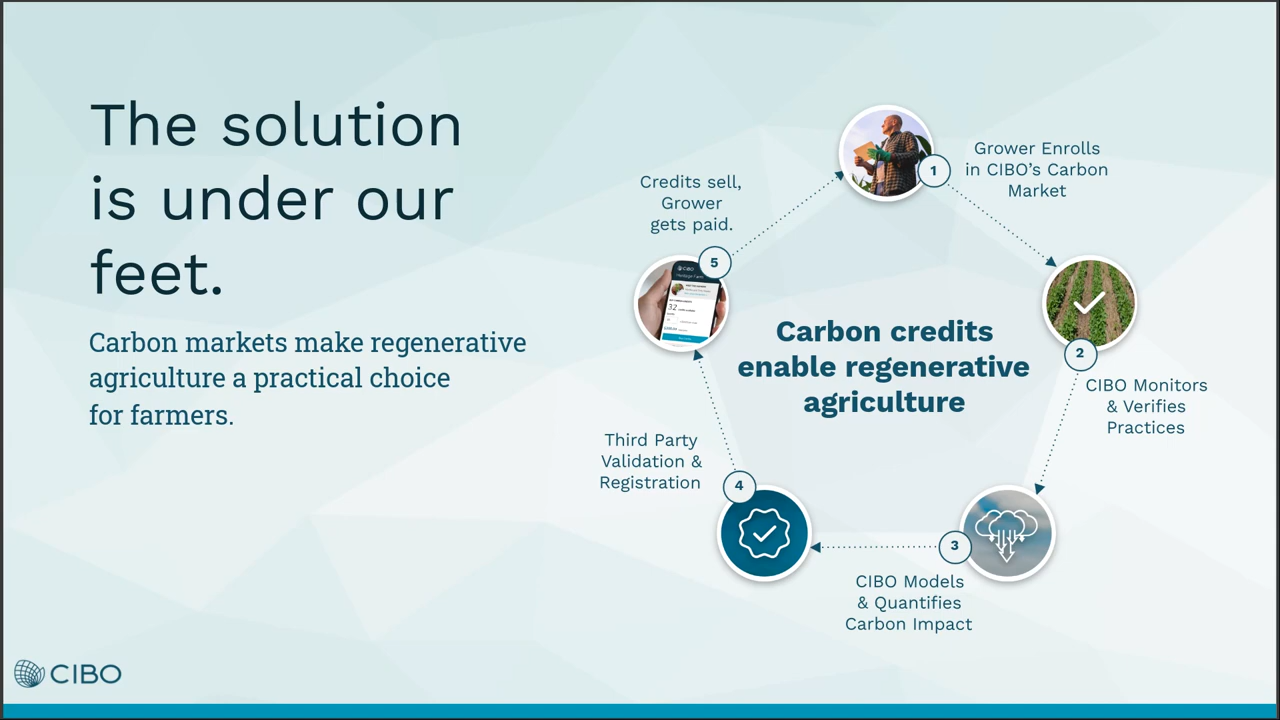 The solution
is under our
feet.
Carbon markets make regenerative
agriculture a practical choice
for farmers.
Carbon credits
enable regenerative
agriculture
1
Grower Enrolls
in CIBO's Carbon
Market
2
CIBO Monitors
& Verifies
Practices
3
CIBO Models
& Quantifies
Carbon Impact
4
Third Party
Validation &
Registration
5
Credits sell,
Grower
gets paid.
CIBO
32
CIBO